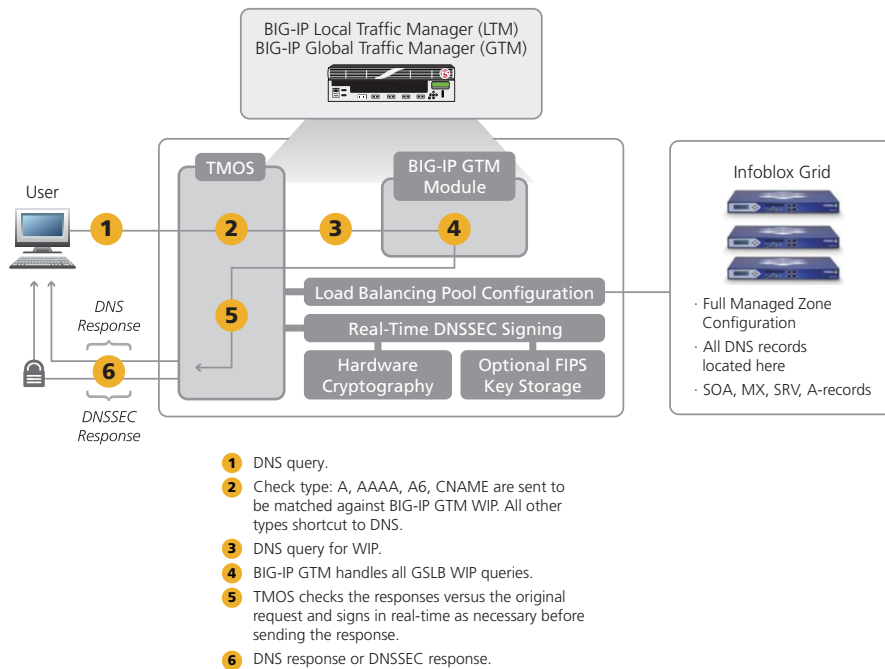 BIG-IP Local Traffic Manager (LTM)
BIG-IP Global Traffic Manager (GTM)
User
TMOS
BIG-IP GTM
Module
1
2
3
4
5
6
DNS
Response
DNSSEC
Response
Load Balancing Pool Configuration
Real-Time DNSSEC Signing
Hardware
Cryptography
Optional FIPS
Key Storage
Infoblox Grid
· Full Managed Zone
Configuration
· All DNS records
located here
· SOA, MX, SRV, A-records
1 DNS query.
2 Check type: A, AAAA, A6, CNAME are sent to
be matched against BIG-IP GTM WIP. All other
types shortcut to DNS.
3 DNS query for WIP.
4 BIG-IP GTM handles all GSLB WIP queries.
5 TMOS checks the responses versus the original
request and signs in real-time as necessary before
sending the response.
6 DNS response or DNSSEC response.